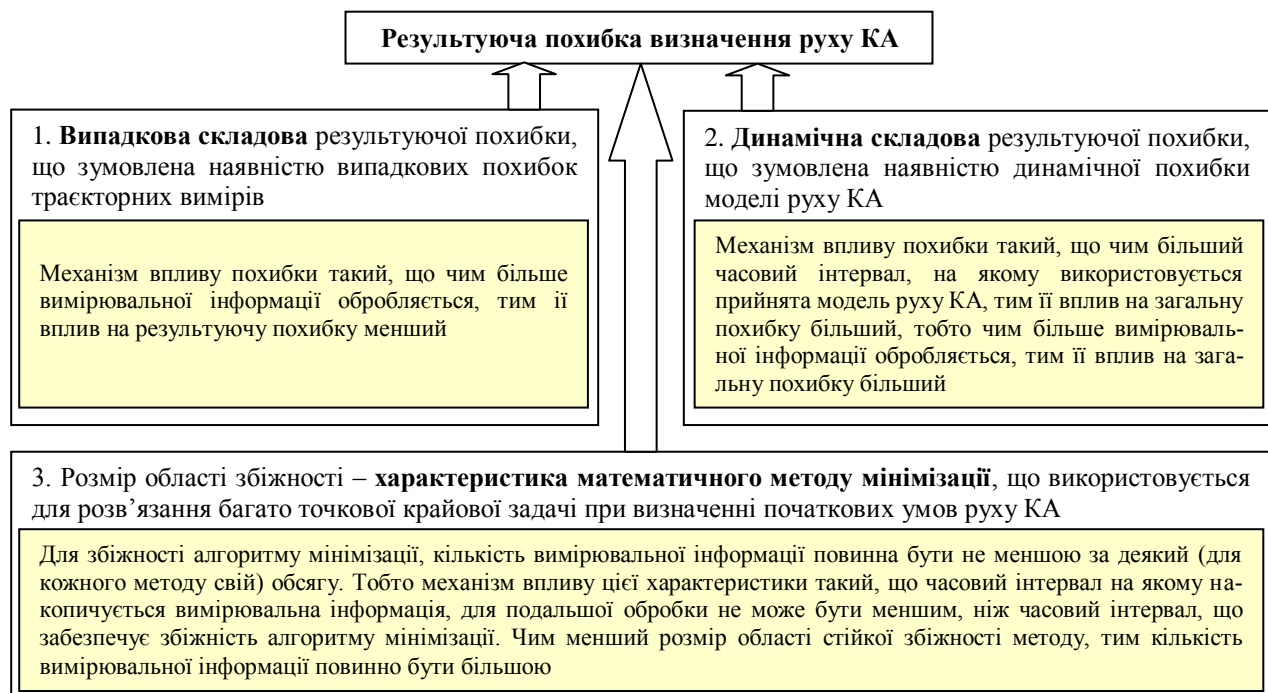 Результуюча похибка визначення руху КА
1. Випадкова складова результуючої похибки,
що зумовлена наявністю випадкових похибок
траєкторних вимірів
Механізм впливу похибки такий, що чим більше
вимірювальної інформації обробляється, тим ії
вплив на результуючу похибку менший
2. Динамічна складова результуючої похибки,
що зумовлена наявністю динамічної похибки
моделі руху КА
Механізм впливу похибки такий, що чим більший
часовий інтервал, на якому використовується
прийнята модель руху КА, тим її вплив на загальну
похибку більший, тобто чим більше вимірюваль-
ної інформації обробляється, тим її вплив на зага-
льну похибку більший
3. Розмір області збіжності – характеристика математичного методу мінімізації, що використовується
для розв’язання багато точкової крайової задачі при визначенні початкових умов руху КА
Для збіжності алгоритму мінімізації, кількість вимірювальної інформації повинна бути не меншою за деякий (для
кожного методу свій) обсягу. Тобто механізм впливу цієї характеристики такий, що часовий інтервал на якому на-
копичується вимірювальна інформація, для подальшої обробки не може бути меншим, ніж часовий інтервал, що
забезпечує збіжність алгоритму мінімізації. Чим менший розмір області стійкої збіжності методу, тим кількість
вимірювальної інформації повинно бути більшою